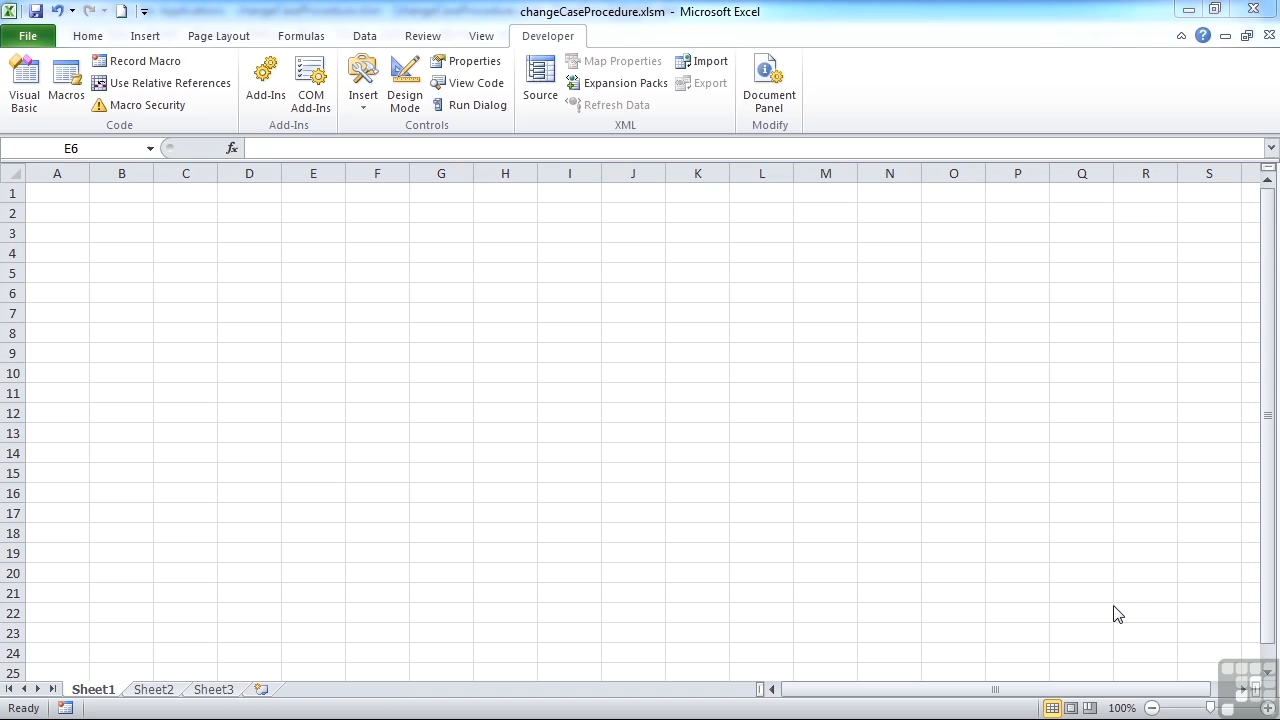 changeCaseProcedure.xlsm - Microsoft Excel
File Home Insert Page Layout Formulas Data Review View Developer
Visual Basic
Macros
Record Macro
Use Relative References
Macro Security
Code
Add-Ins
COM Add-Ins
Add-Ins
Insert
Design Mode
Properties
View Code
Run Dialog
Controls
Source
Map Properties
Expansion Packs
Refresh Data
Import
Export
XML
Document Panel
Modify
E6 fx
A B C D E F G H I J K L M N O P Q R S
1
2
3
4
5
6
7
8
9
10
11
12
13
14
15
16
17
18
19
20
21
22
23
24
25
Sheet1 Sheet2 Sheet3
Ready 100%